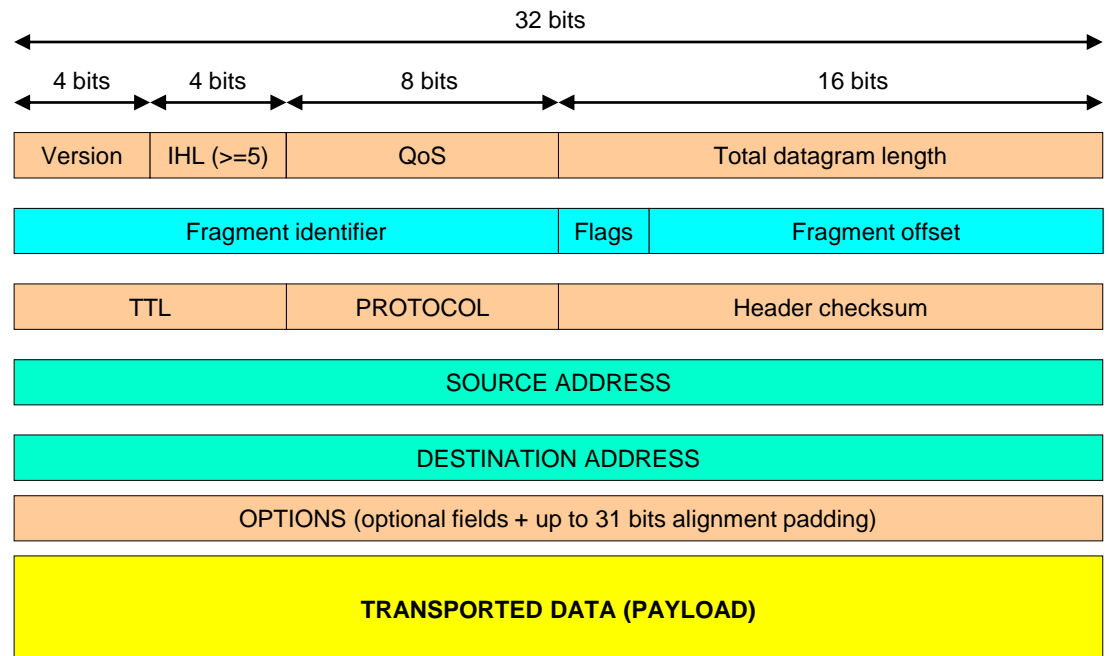 32 bits
4 bits 4 bits 8 bits 16 bits
Version IHL (>=5) QoS Total datagram length
Fragment identifier Flags Fragment offset
TTL PROTOCOL Header checksum
SOURCE ADDRESS
DESTINATION ADDRESS
OPTIONS (optional fields + up to 31 bits alignment padding)
TRANSPORTED DATA (PAYLOAD)